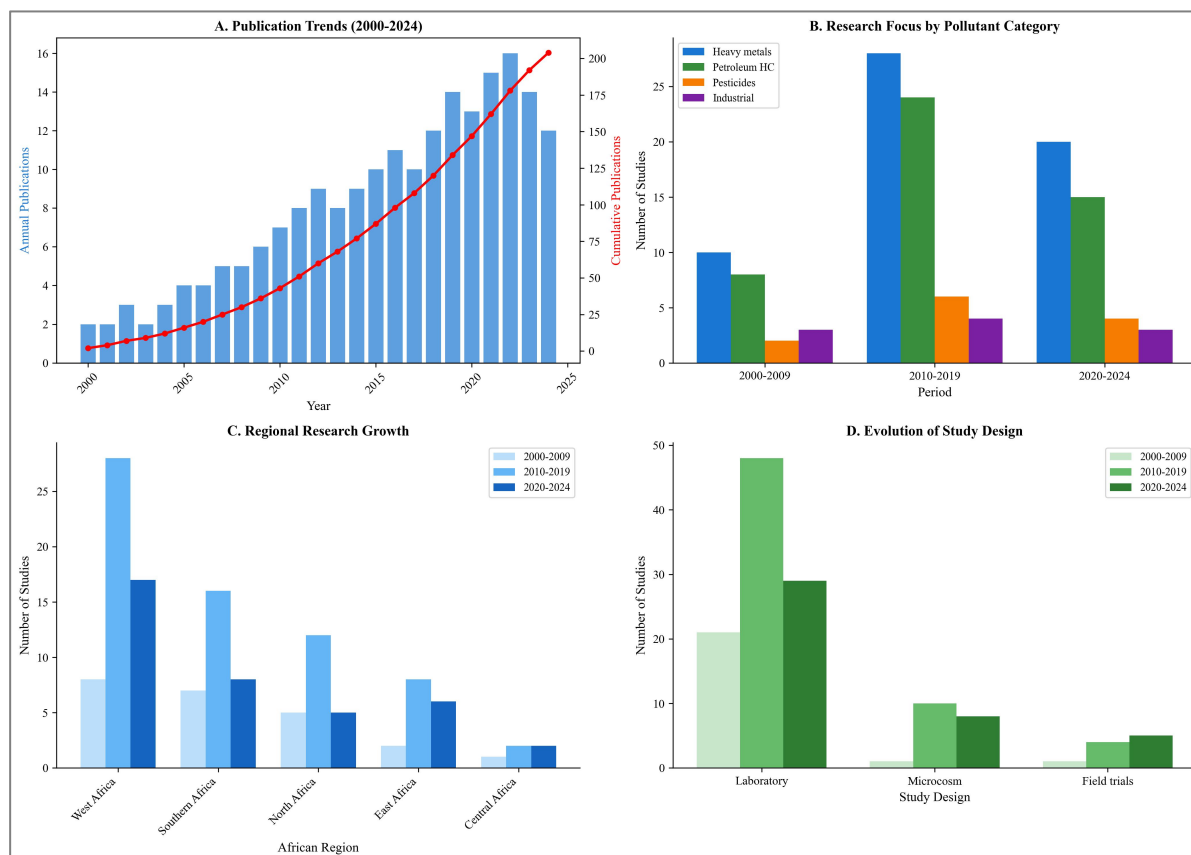 A. Publication Trends (2000-2024)
Annual Publications
16
14
12
10
8
6
4
2
0
Cumulative Publications
200
175
150
125
100
75
50
25
0
2000
2005
2010
2015
2020
2025
Year
B. Research Focus by Pollutant Category
Heavy metals
Petroleum HC
Pesticides
Industrial
Number of Studies
25
20
15
10
5
0
2000-2009
2010-2019
2020-2024
Period
C. Regional Research Growth
2000-2009
2010-2019
2020-2024
Number of Studies
25
20
15
10
5
0
West Africa
Southern Africa
North Africa
East Africa
Central Africa
African Region
D. Evolution of Study Design
2000-2009
2010-2019
2020-2024
Number of Studies
50
40
30
20
10
0
Laboratory
Microcosm
Field trials
Study Design